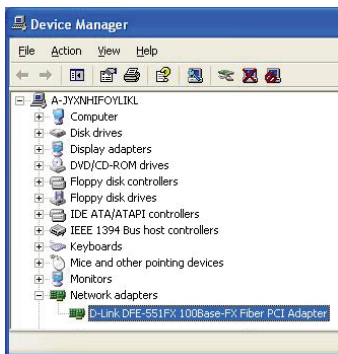 Device Manager
File Action View Help
A-JYXNHIFOYLIKL
Computer
Disk drives
Display adapters
DVD/CD-ROM drives
Floppy disk controllers
Floppy disk drives
IDE ATA/ATAPI controllers
IEEE 1394 Bus host controllers
Keyboards
Mice and other pointing devices
Monitors
Network adapters
D-Link DFE-551FX 100Base-FX Fiber PCI Adapter